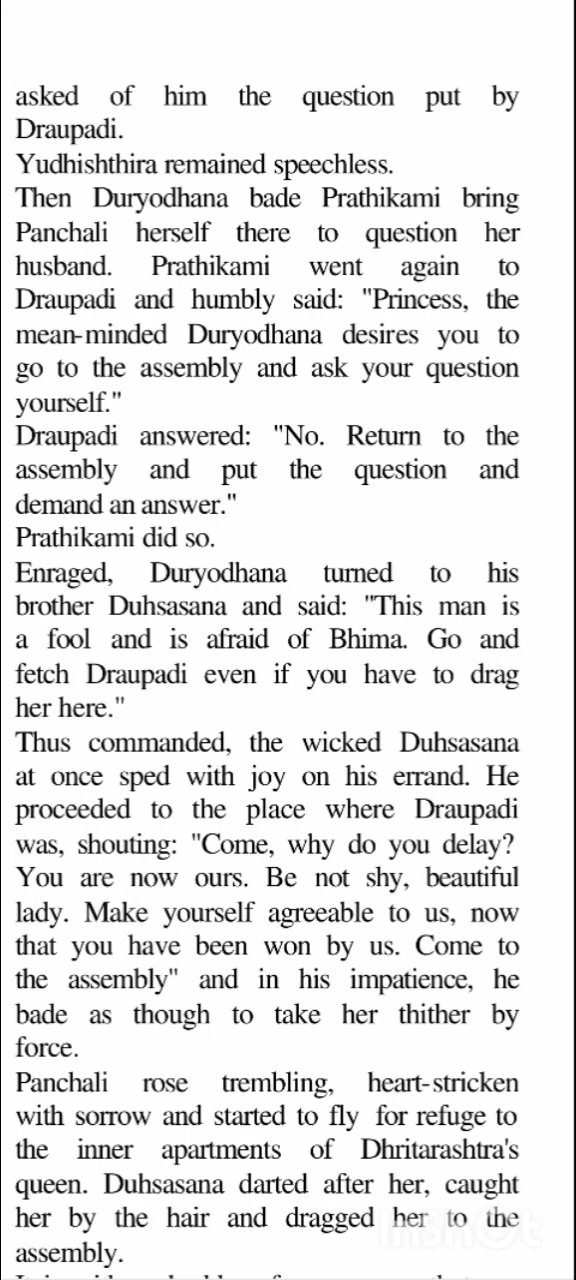 asked of him the question put by
Draupadi.
Yudhishthira remained speechless.
Then Duryodhana bade Prathikami bring
Panchali herself there to question her
husband. Prathikami went again to
Draupadi and humbly said: "Princess, the
mean-minded Duryodhana desires you to
go to the assembly and ask your question
yourself."
Draupadi answered: "No. Return to the
assembly and put the question and
demand an answer."
Prathikami did so.
Enraged, Duryodhana turned to his
brother Duhsasana and said: "This man is
a fool and is afraid of Bhima. Go and
fetch Draupadi even if you have to drag
her here."
Thus commanded, the wicked Duhsasana
at once sped with joy on his errand. He
proceeded to the place where Draupadi
was, shouting: "Come, why do you delay?
You are now ours. Be not shy, beautiful
lady. Make yourself agreeable to us, now
that you have been won by us. Come to
the assembly" and in his impatience, he
bade as though to take her thither by
force.
Panchali rose trembling, heart-stricken
with sorrow and started to fly for refuge to
the inner apartments of Dhritarashtra's
queen. Duhsasana darted after her, caught
her by the hair and dragged her to the
assembly.
InShOt